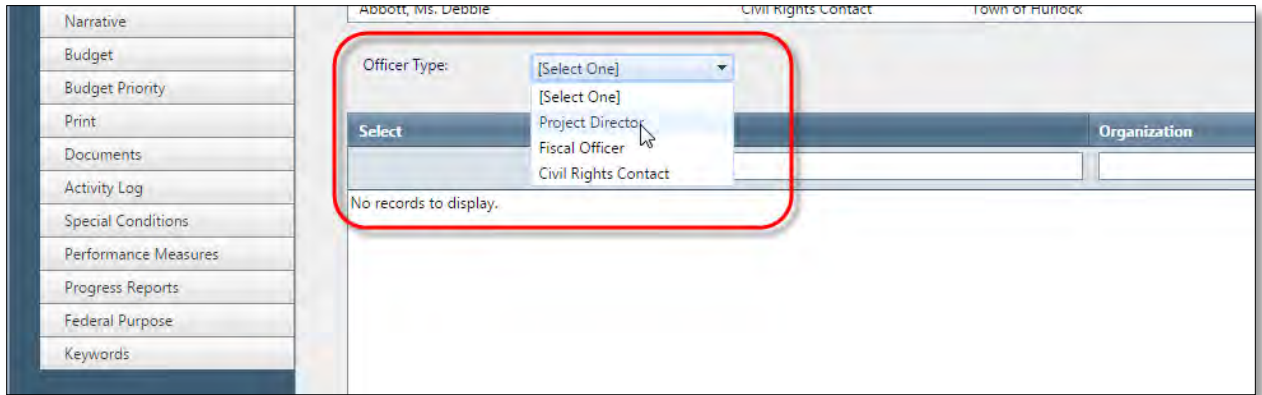 Narrative
Budget
Budget Priority
Print
Documents
Activity Log
Special Conditions
Performance Measures
Progress Reports
Federal Purpose
Keywords
Abbott, Ms. Debbie Civil Rights Contact Town of Hurlock
Officer Type: [Select One]
[Select One]
Project Director
Fiscal Officer
Civil Rights Contact
Select Organization
No records to display.